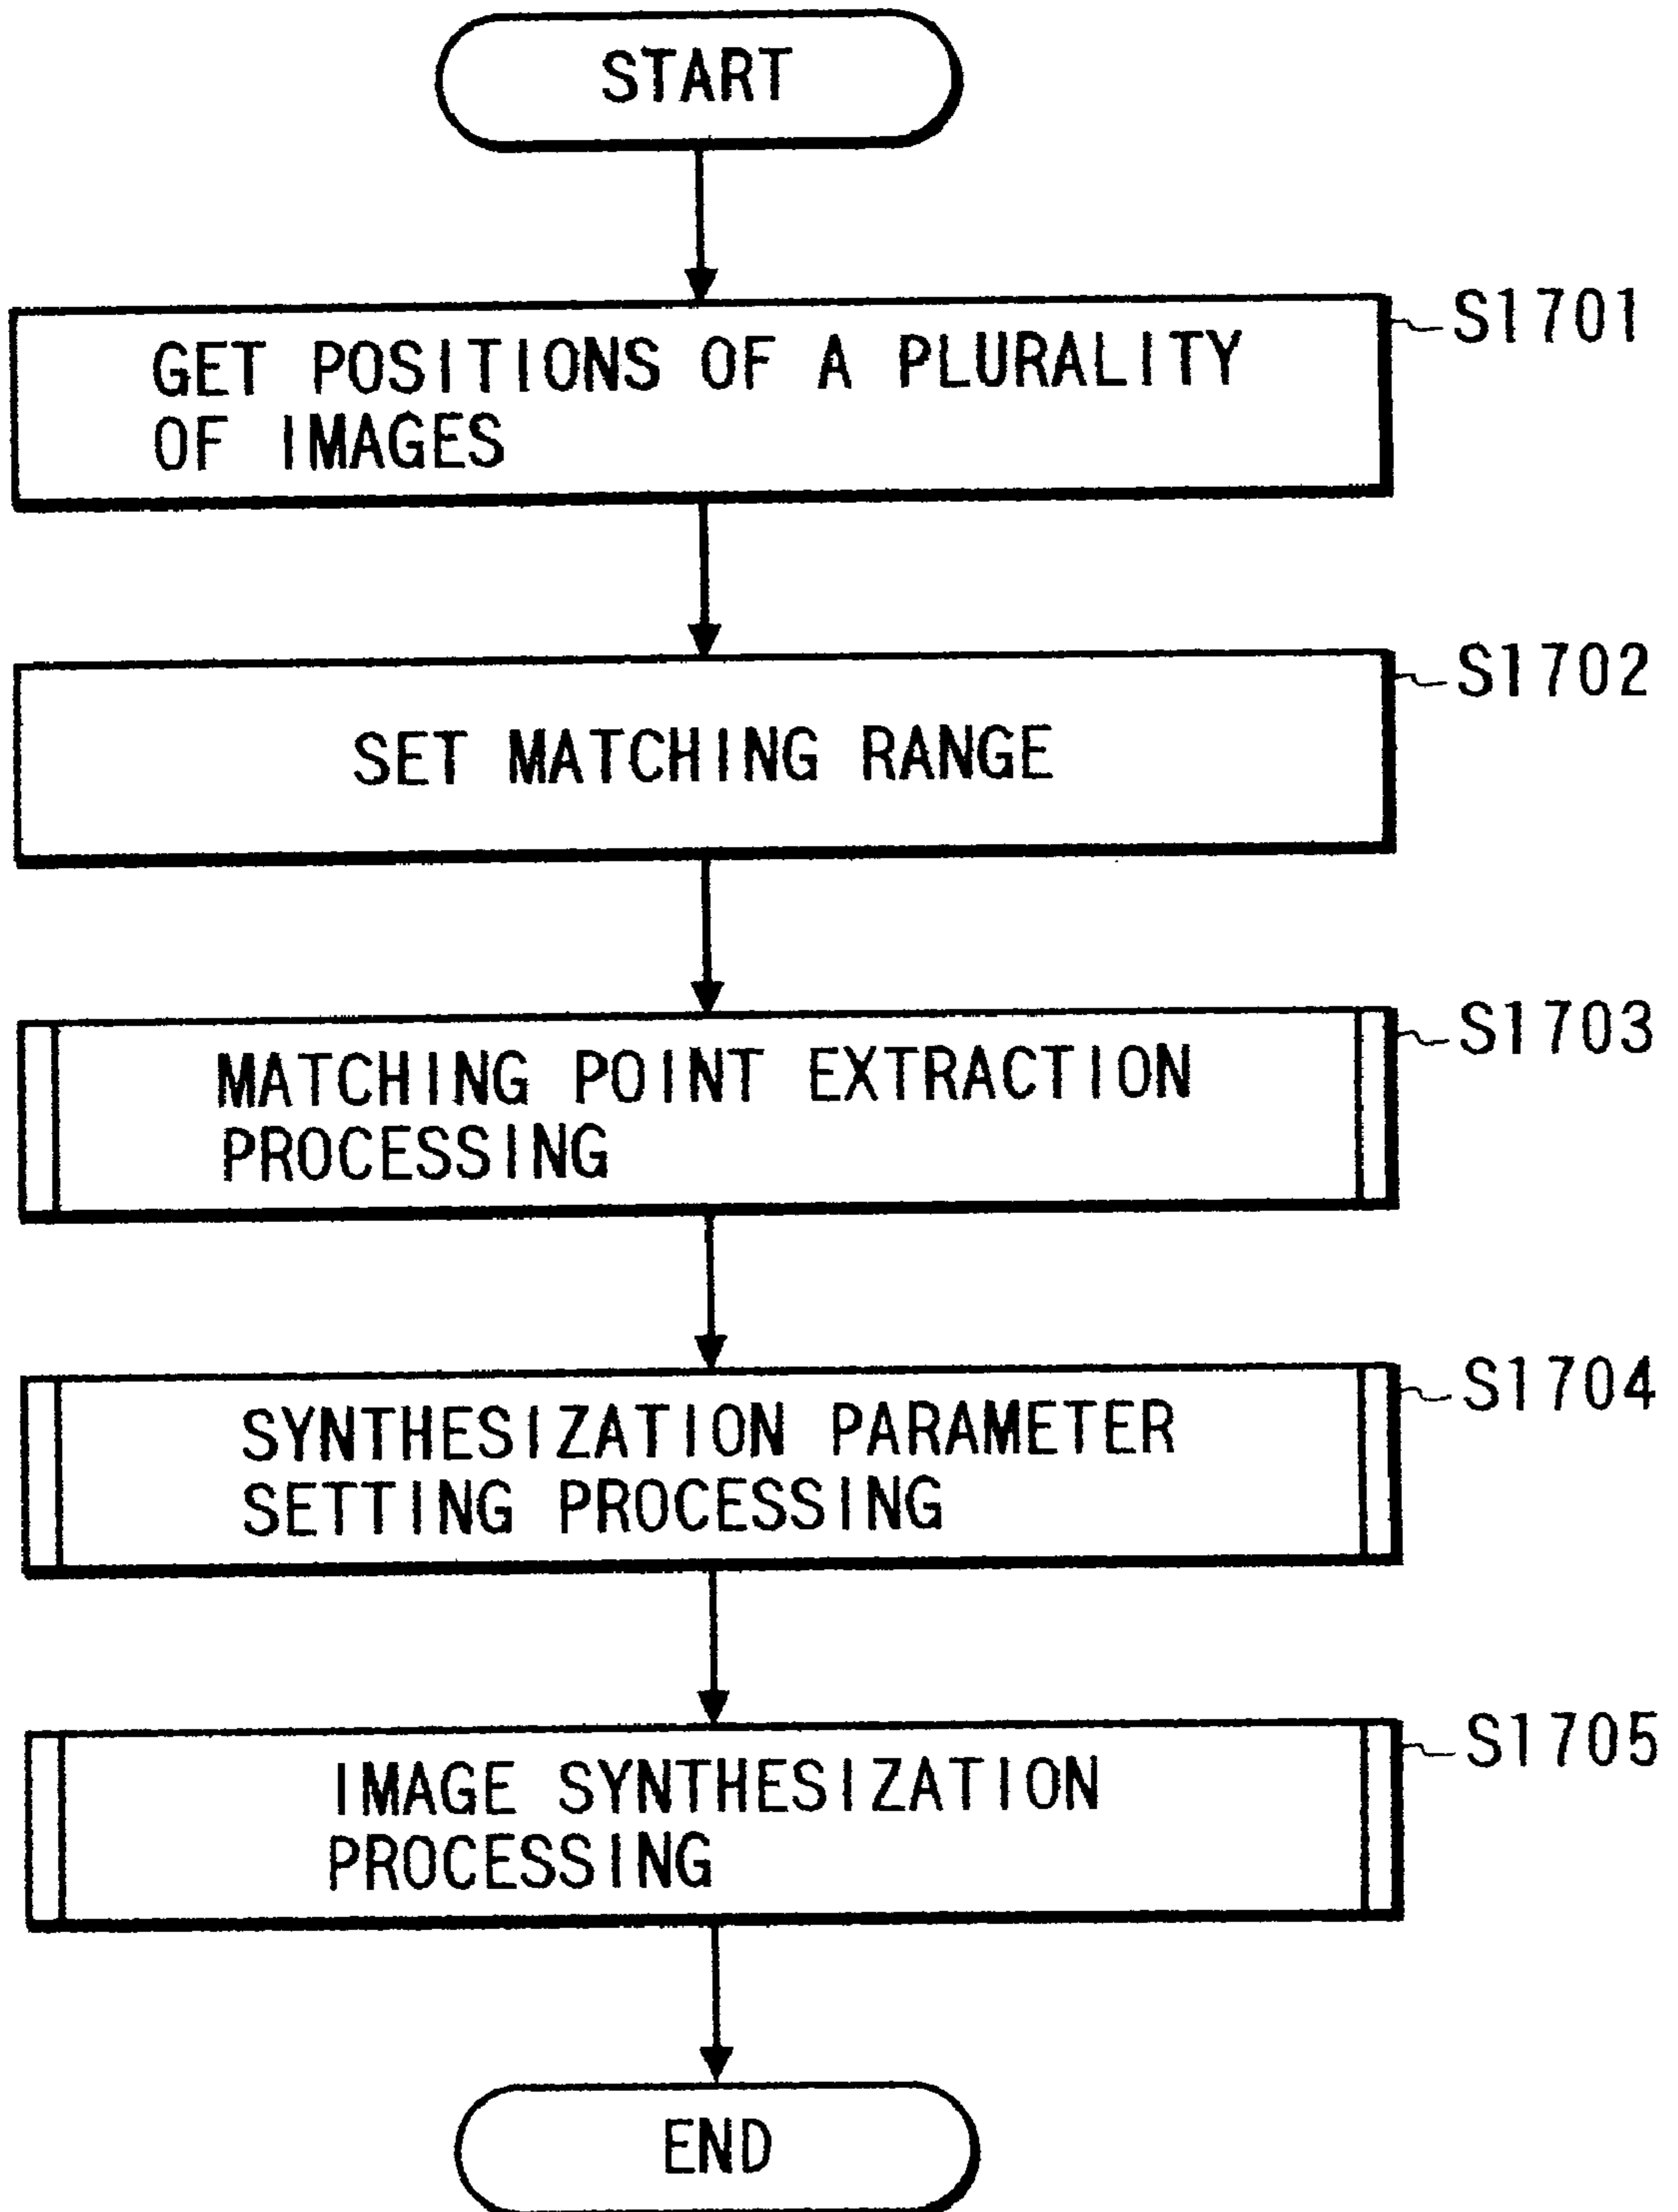 START
S1701
GET POSITIONS OF A PLURALITY
OF IMAGES
S1702
SET MATCHING RANGE
S1703
MATCHING POINT EXTRACTION
PROCESSING
S1704
SYNTHESIZATION PARAMETER
SETTING PROCESSING
S1705
IMAGE SYNTHESIZATION
PROCESSING
END